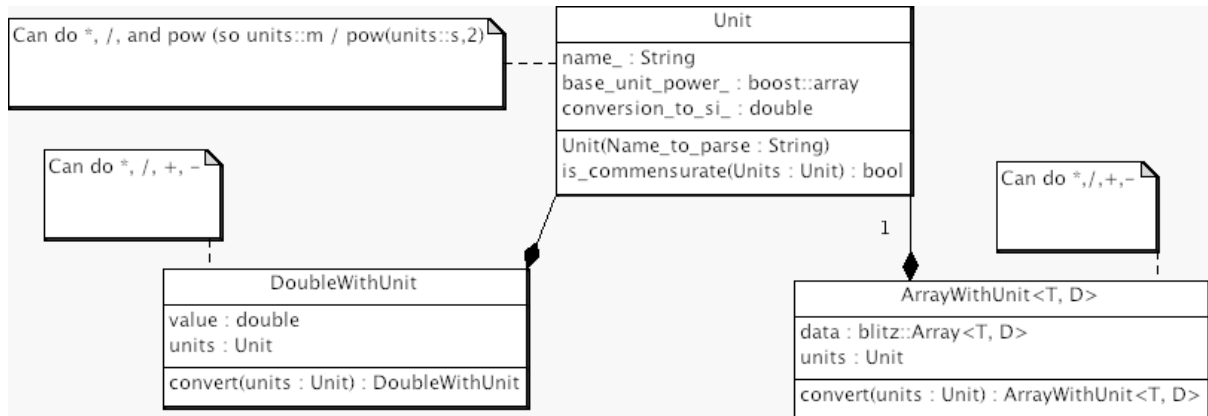 Can do *, /, and pow (so units::m / pow(units::s,2)
Unit
name_ : String
base_unit_power_ : boost::array
conversion_to_si_ : double
Unit(Name_to_parse : String)
is_commensurate(Units : Unit) : bool
Can do *, /, +, -
Can do *,/,+,-
1
DoubleWithUnit
value : double
units : Unit
convert(units : Unit) : DoubleWithUnit
ArrayWithUnit<T, D>
data : blitz::Array<T, D>
units : Unit
convert(units : Unit) : ArrayWithUnit<T, D>